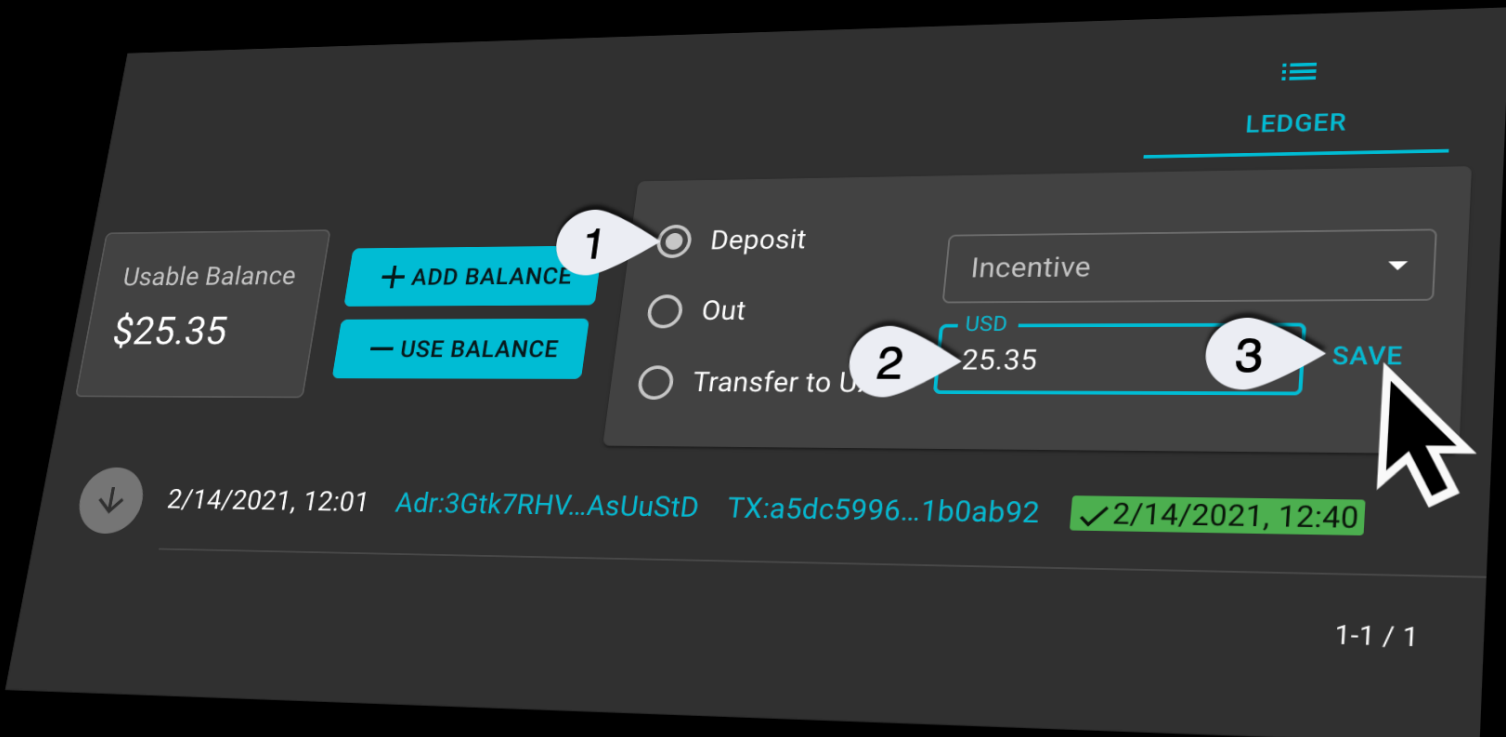 LEDGER
Usable Balance
$25.35
+ ADD BALANCE
− USE BALANCE
1
Deposit
Out
Transfer to
Incentive
USD
2
25.35
3
SAVE
2/14/2021, 12:01 Adr:3Gtk7RHV...AsUuStD TX:a5dc5996...1b0ab92 ✓2/14/2021, 12:40
1-1 / 1